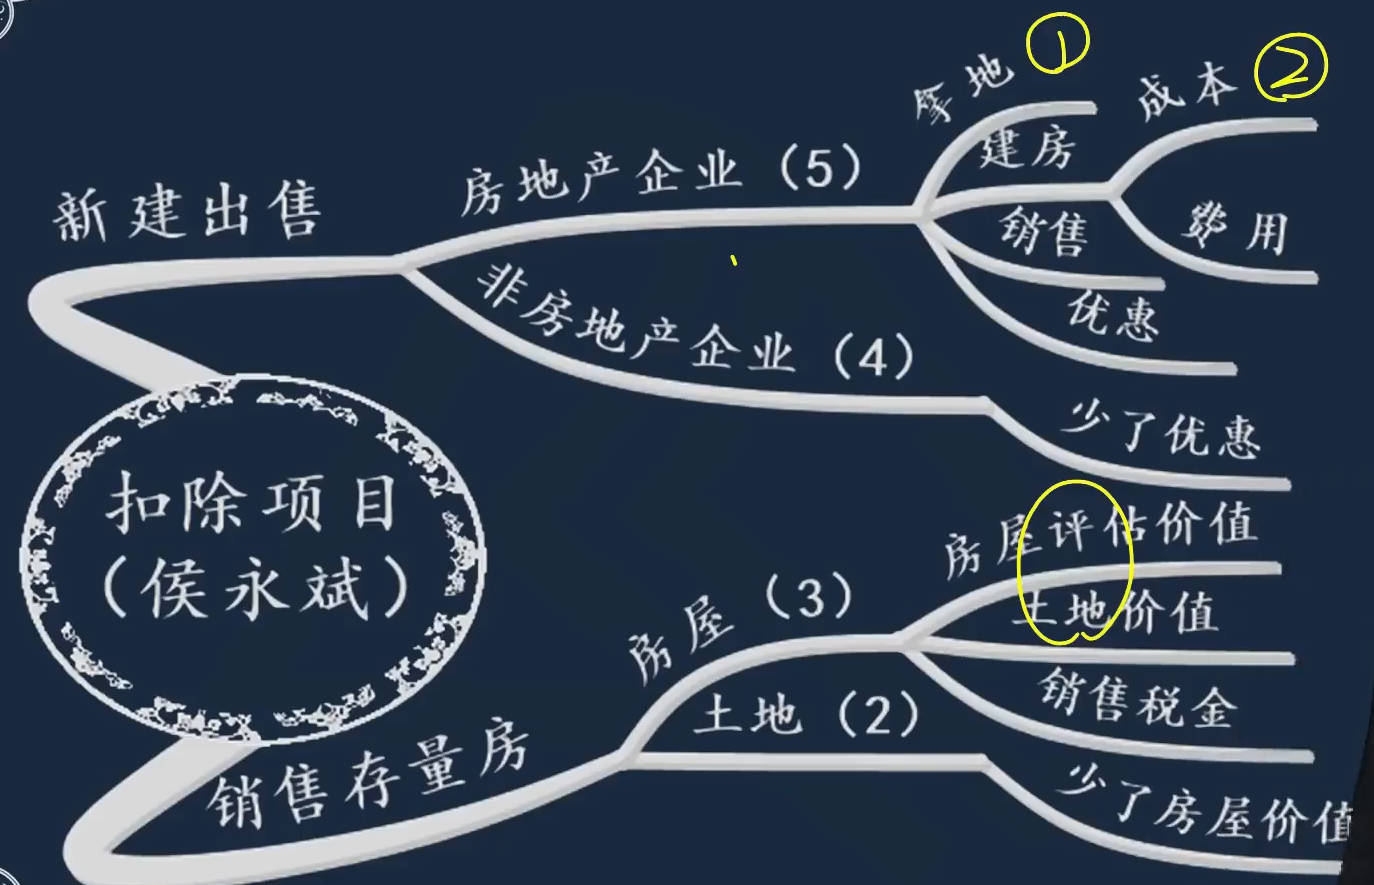 拿地 ①
成本 ②
建房
房地产企业（5）
新建出售
销售
费用
优惠
非房地产企业（4）
少了优惠
扣除项目
（侯永斌）
房屋评估价值
房屋（3）
土地价值
销售税金
土地（2）
销售存量房
少了房屋价值